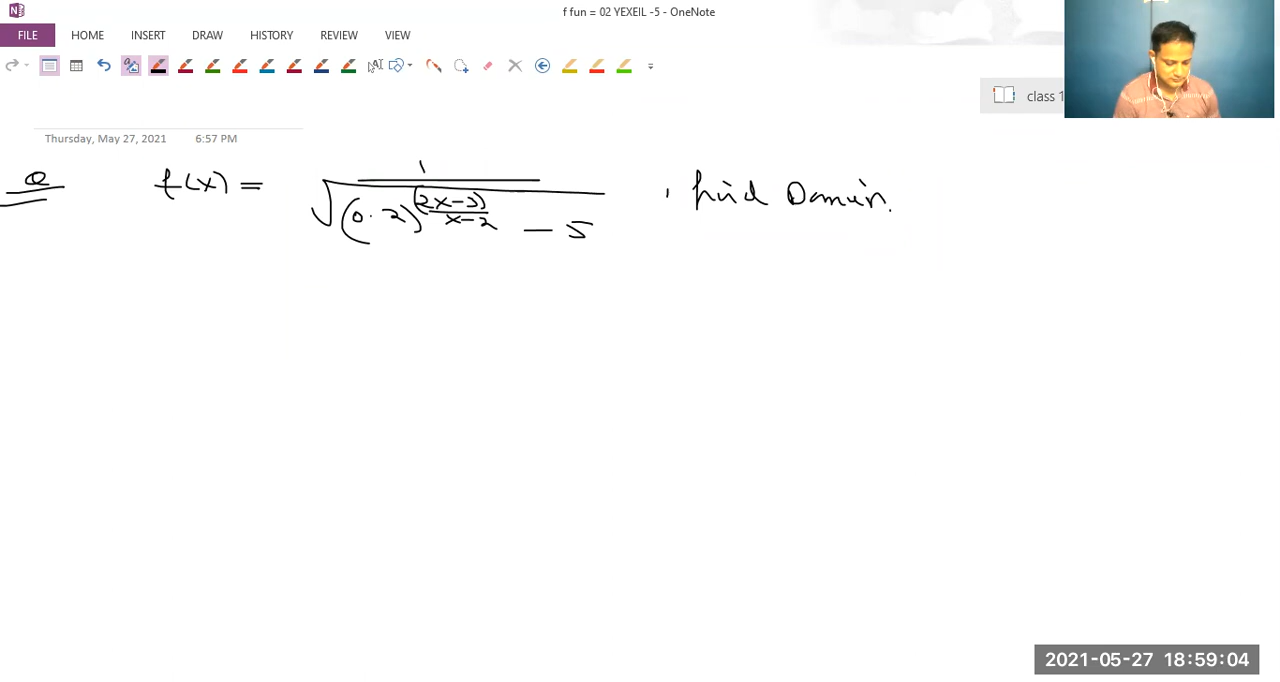 f fun = 02 YEXEIL -5 - OneNote
FILE HOME INSERT DRAW HISTORY REVIEW VIEW
class 1
Thursday, May 27, 2021 6:57 PM
Q f(x) = 1 / √((0.2)^((2x-3)/(x-2)) - 5) , find Domain.
2021-05-27 18:59:04